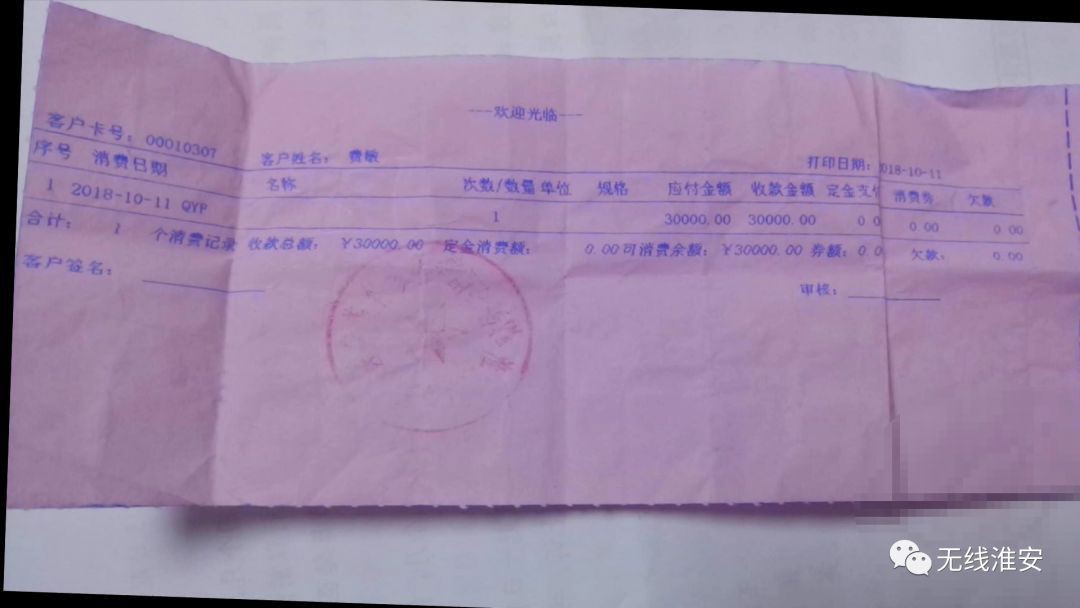 ---欢迎光临---
客户卡号: 00010307 客户姓名: 费敏 打印日期: 2018-10-11
序号 消费日期 名称 次数/数量 单位 规格 应付金额 收款金额 定金支付 消费券 欠款
1 2018-10-11 QYP 1 30000.00 30000.00 0 0 0.00 0.00
合计: 1 个消费记录 收款总额: ¥30000.00 定金消费额: 0.00 可消费余额: ¥30000.00 券额: 0 0 欠款: 0.00
客户签名: 审核:
无线淮安